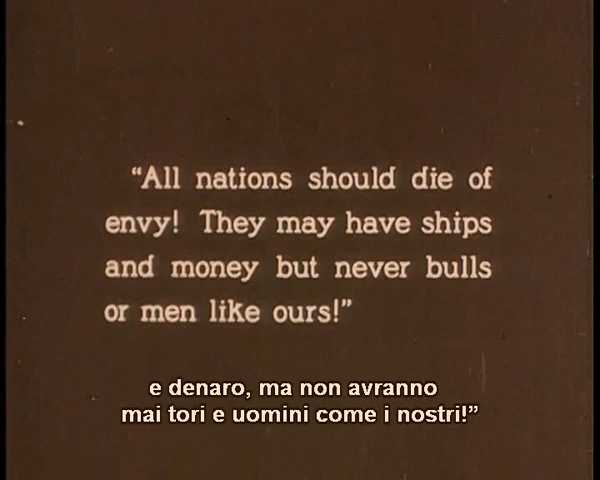 “All nations should die of
envy! They may have ships
and money but never bulls
or men like ours!”
e denaro, ma non avranno
mai tori e uomini come i nostri!”